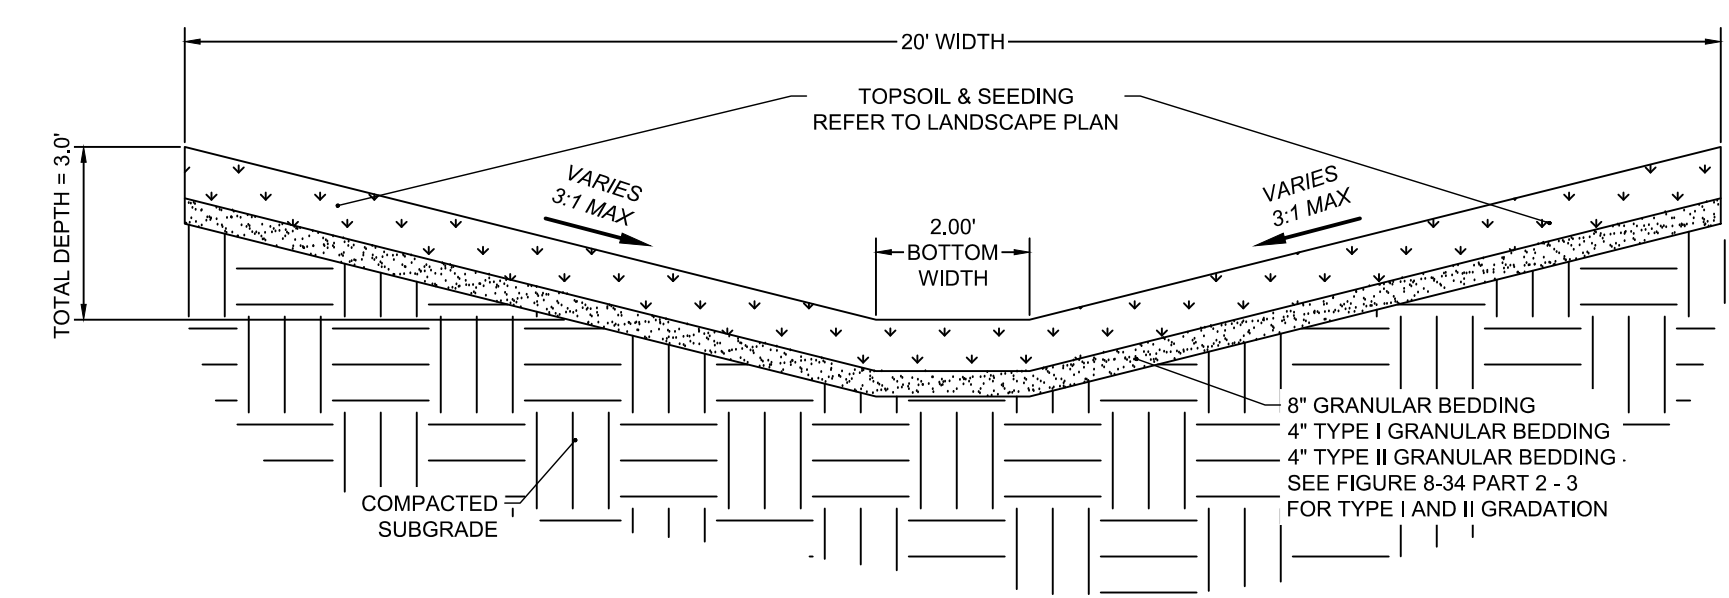 20' WIDTH
TOPSOIL & SEEDING
REFER TO LANDSCAPE PLAN
TOTAL DEPTH = 3.0'
VARIES
3:1 MAX
VARIES
3:1 MAX
2.00'
BOTTOM
WIDTH
8" GRANULAR BEDDING
4" TYPE I GRANULAR BEDDING
4" TYPE II GRANULAR BEDDING
SEE FIGURE 8-34 PART 2 - 3
FOR TYPE I AND II GRADATION
COMPACTED
SUBGRADE